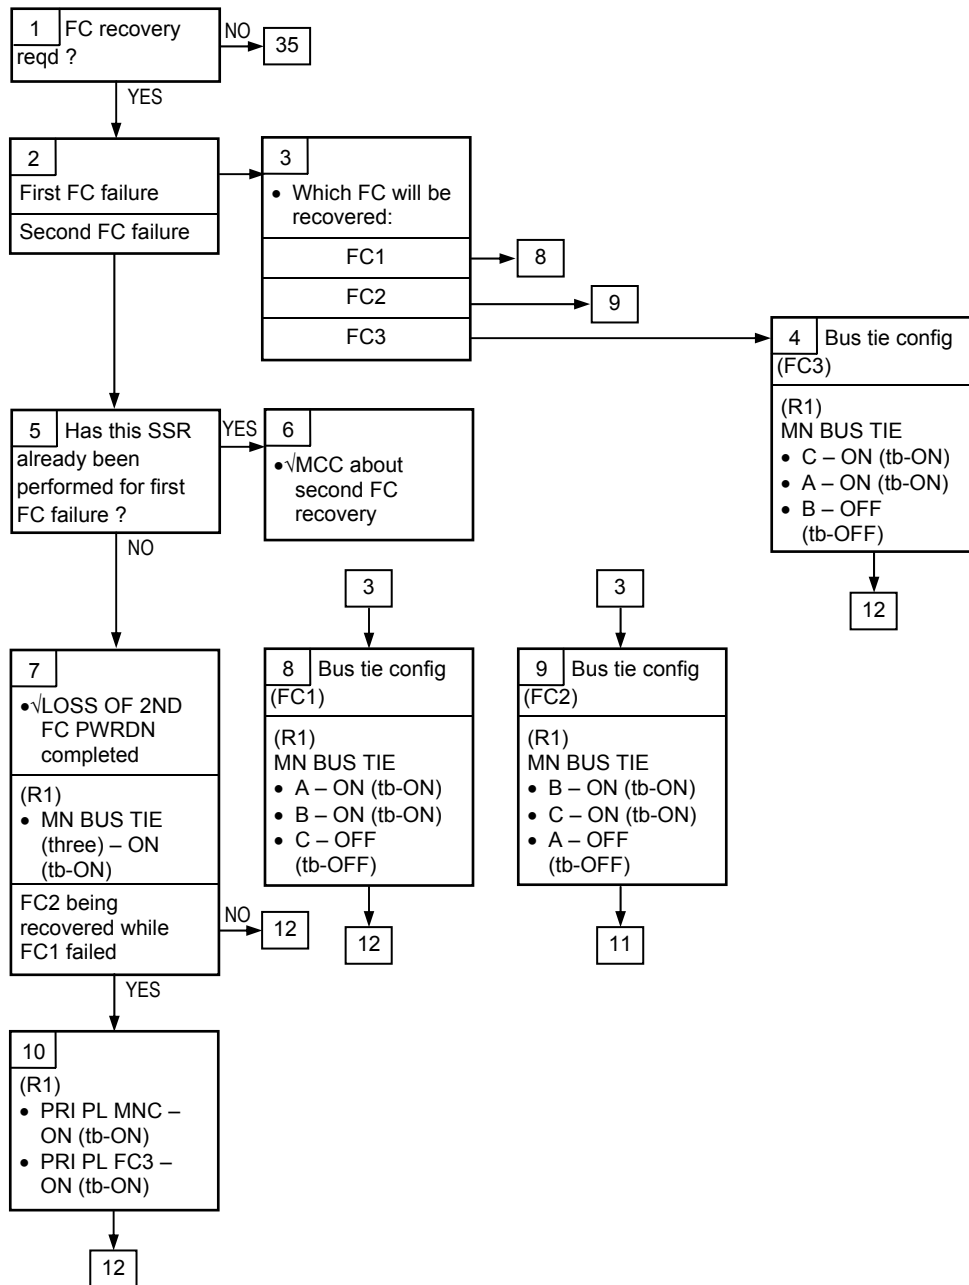 1 FC recovery
reqd ?
NO
35
YES
2
First FC failure
Second FC failure
3
• Which FC will be
recovered:
FC1
8
FC2
9
FC3
4 Bus tie config
(FC3)
(R1)
MN BUS TIE
• C – ON (tb-ON)
• A – ON (tb-ON)
• B – OFF
(tb-OFF)
12
5 Has this SSR
already been
performed for first
FC failure ?
YES
6
•√MCC about
second FC
recovery
NO
7
•√LOSS OF 2ND
FC PWRDN
completed
(R1)
• MN BUS TIE
(three) – ON
(tb-ON)
FC2 being
recovered while
FC1 failed
NO
12
YES
3
8 Bus tie config
(FC1)
(R1)
MN BUS TIE
• A – ON (tb-ON)
• B – ON (tb-ON)
• C – OFF
(tb-OFF)
12
3
9 Bus tie config
(FC2)
(R1)
MN BUS TIE
• B – ON (tb-ON)
• C – ON (tb-ON)
• A – OFF
(tb-OFF)
11
10
(R1)
• PRI PL MNC –
ON (tb-ON)
• PRI PL FC3 –
ON (tb-ON)
12